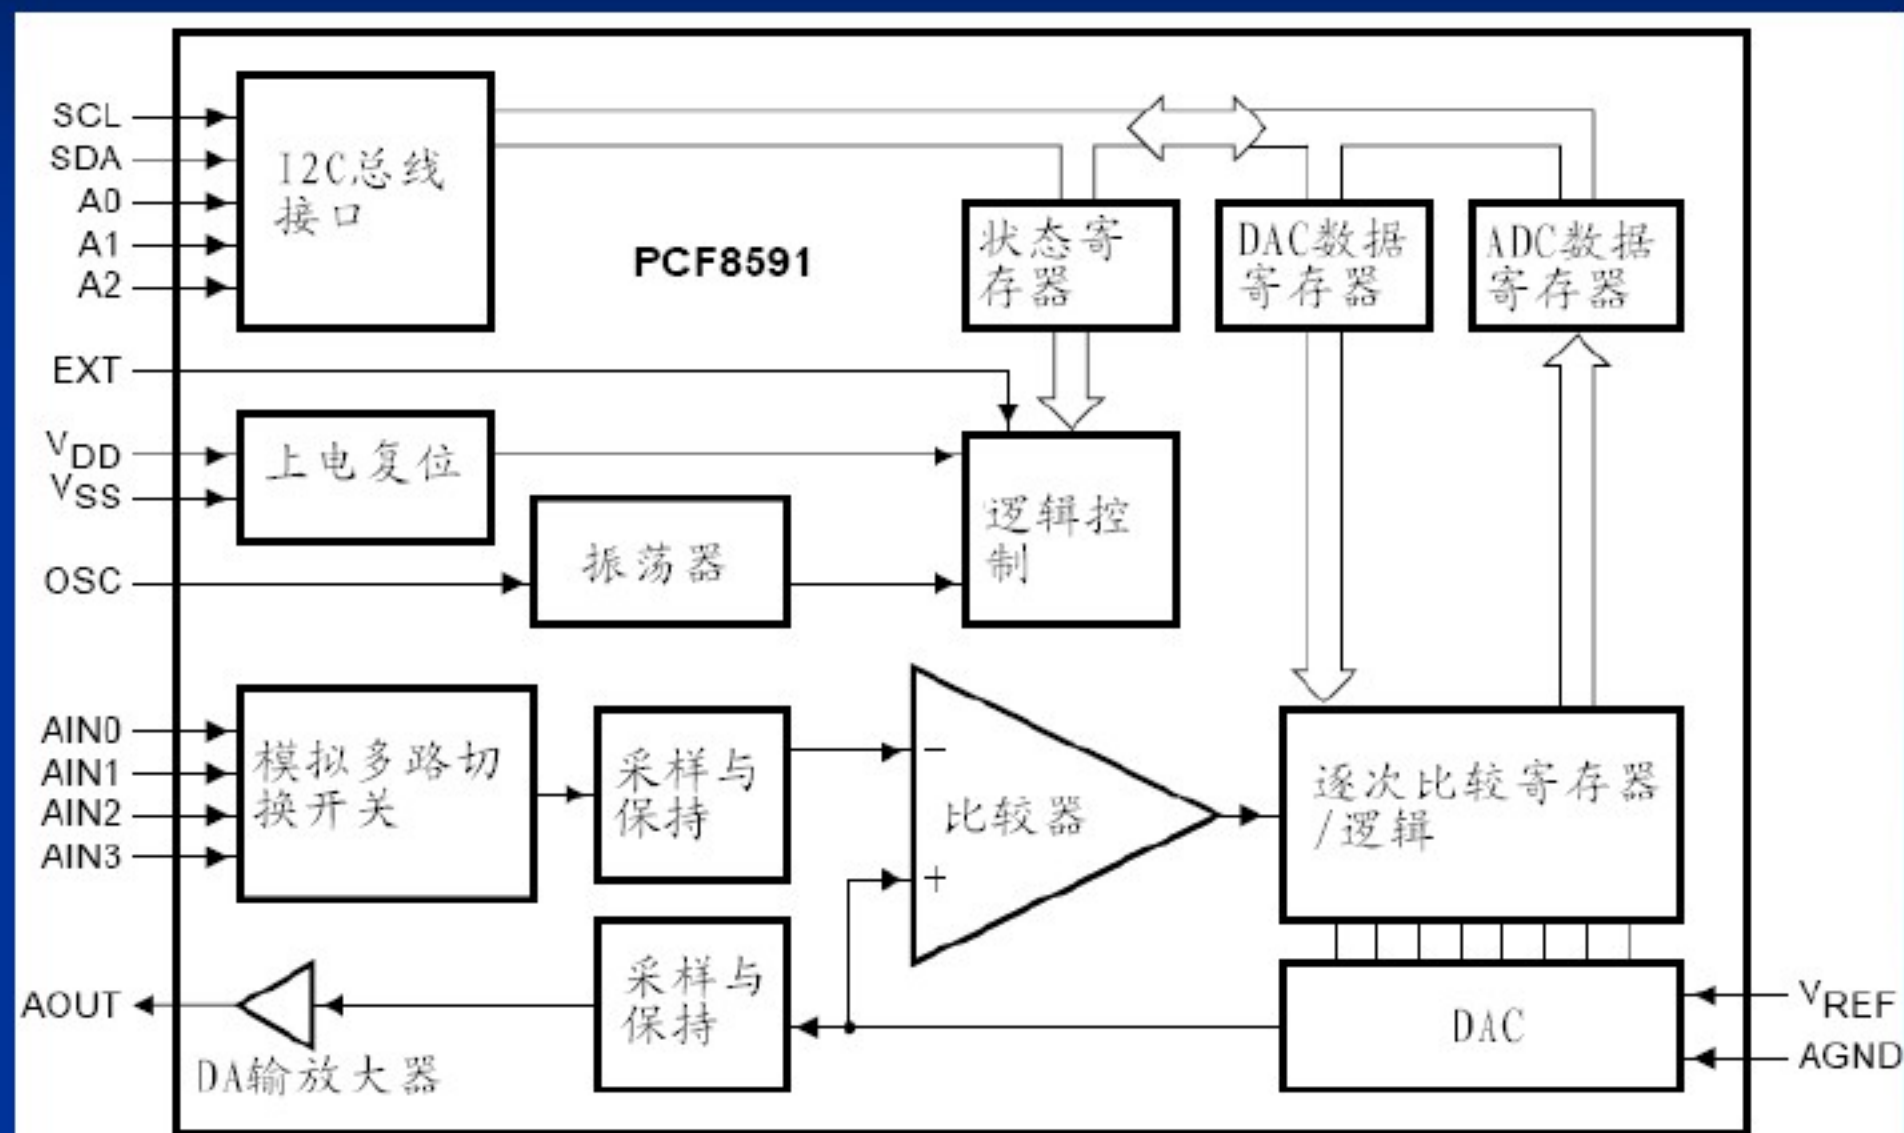 SCL
SDA
A0
A1
A2
I2C总线
接口
PCF8591
状态寄
存器
DAC数据
寄存器
ADC数据
寄存器
EXT
VDD
VSS
上电复位
OSC
振荡器
逻辑控
制
AIN0
AIN1
AIN2
AIN3
模拟多路切
换开关
采样与
保持
−
+
比较器
逐次比较寄存器
/逻辑
AOUT
DA输放大器
采样与
保持
DAC
VREF
AGND